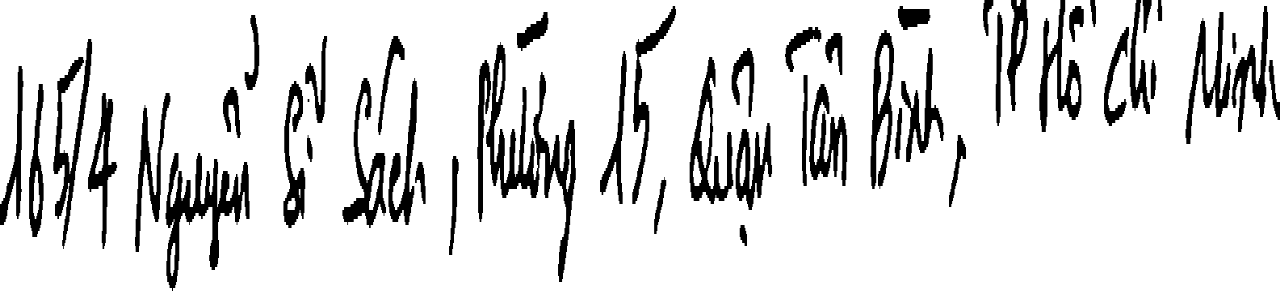 165/4 Nguyễn Sĩ Sách, Phường 15, Quận Tân Bình, TP Hồ Chí Minh